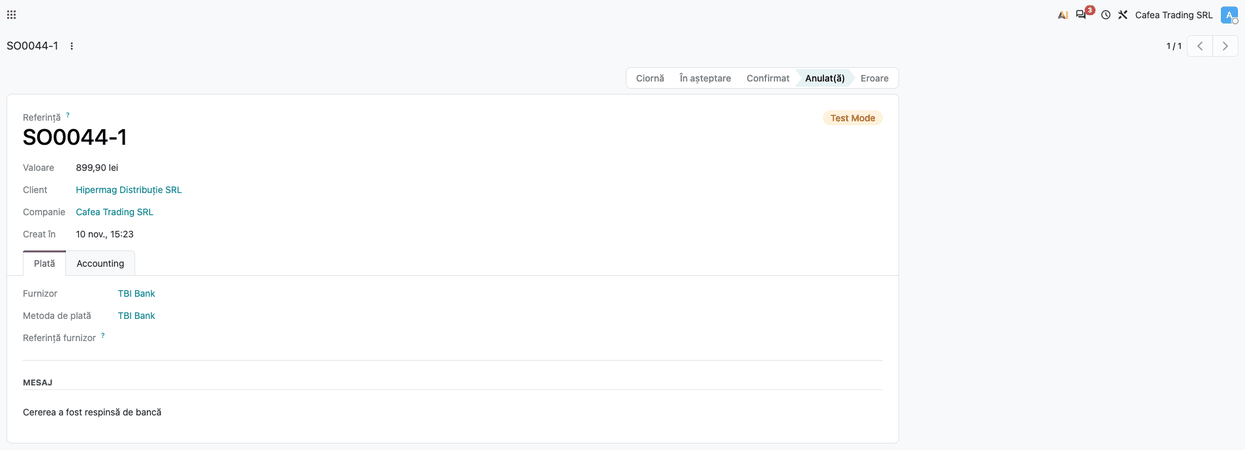 AI 3 Cafea Trading SRL A
SO0044-1 1 / 1
Ciornă În așteptare Confirmat Anulat(ă) Eroare
Referință ?
Test Mode
SO0044-1
Valoare 899,90 lei
Client Hipermag Distribuție SRL
Companie Cafea Trading SRL
Creat în 10 nov., 15:23
Plată Accounting
Furnizor TBI Bank
Metoda de plată TBI Bank
Referință furnizor ?
MESAJ
Cererea a fost respinsă de bancă